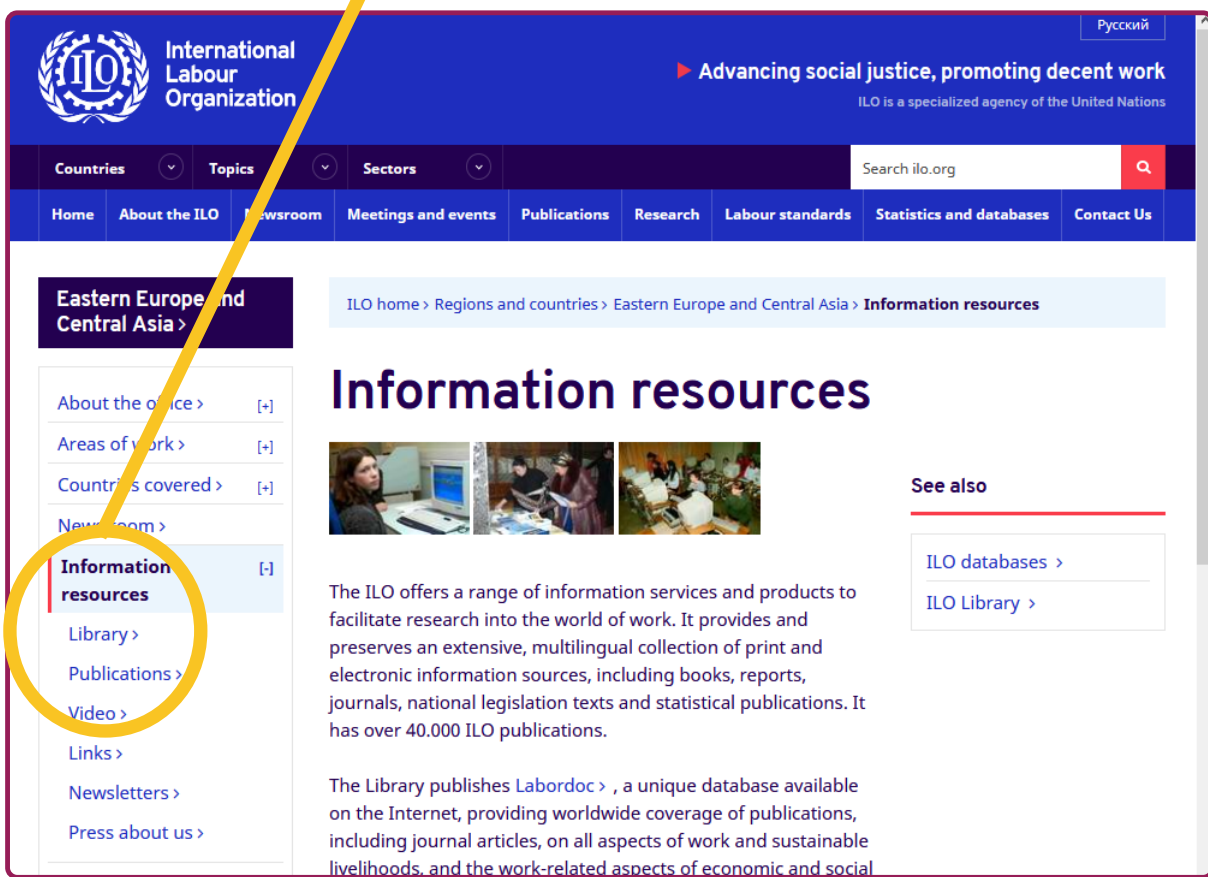 Русский
International
Labour
Organization
Advancing social justice, promoting decent work
ILO is a specialized agency of the United Nations
ILO
Countries Topics Sectors Search ilo.org
Home About the ILO Newsroom Meetings and events Publications Research Labour standards Statistics and databases Contact Us
Eastern Europe and
Central Asia >
ILO home > Regions and countries > Eastern Europe and Central Asia > Information resources
About the office > [+]
Areas of work > [+]
Countries covered > [+]
Newsroom >
Information [-]
resources
Library >
Publications >
Video >
Links >
Newsletters >
Press about us >
Information resources
The ILO offers a range of information services and products to
facilitate research into the world of work. It provides and
preserves an extensive, multilingual collection of print and
electronic information sources, including books, reports,
journals, national legislation texts and statistical publications. It
has over 40.000 ILO publications.
The Library publishes Labordoc > , a unique database available
on the Internet, providing worldwide coverage of publications,
including journal articles, on all aspects of work and sustainable
livelihoods, and the work-related aspects of economic and social
See also
ILO databases >
ILO Library >